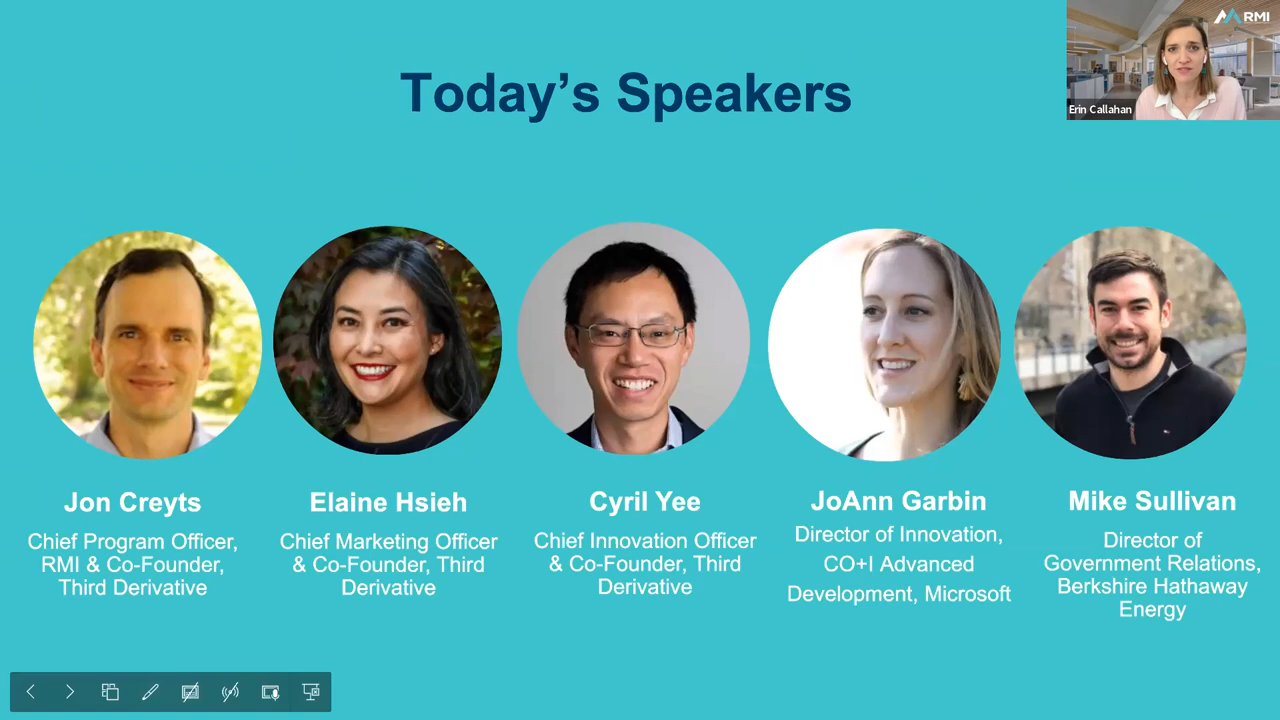 RMI
Erin Callahan
Today's Speakers
Jon Creyts
Chief Program Officer,
RMI & Co-Founder,
Third Derivative
Elaine Hsieh
Chief Marketing Officer
& Co-Founder, Third
Derivative
Cyril Yee
Chief Innovation Officer
& Co-Founder, Third
Derivative
JoAnn Garbin
Director of Innovation,
CO+I Advanced
Development, Microsoft
Mike Sullivan
Director of
Government Relations,
Berkshire Hathaway
Energy